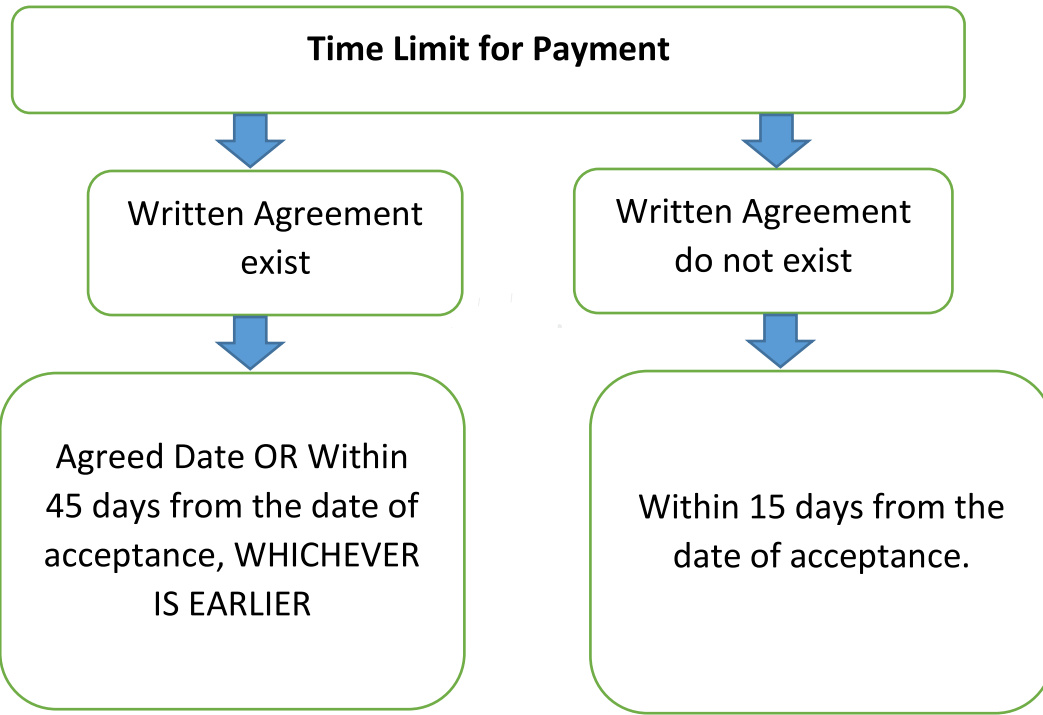 Time Limit for Payment
Written Agreement
exist
Written Agreement
do not exist
Agreed Date OR Within
45 days from the date of
acceptance, WHICHEVER
IS EARLIER
Within 15 days from the
date of acceptance.